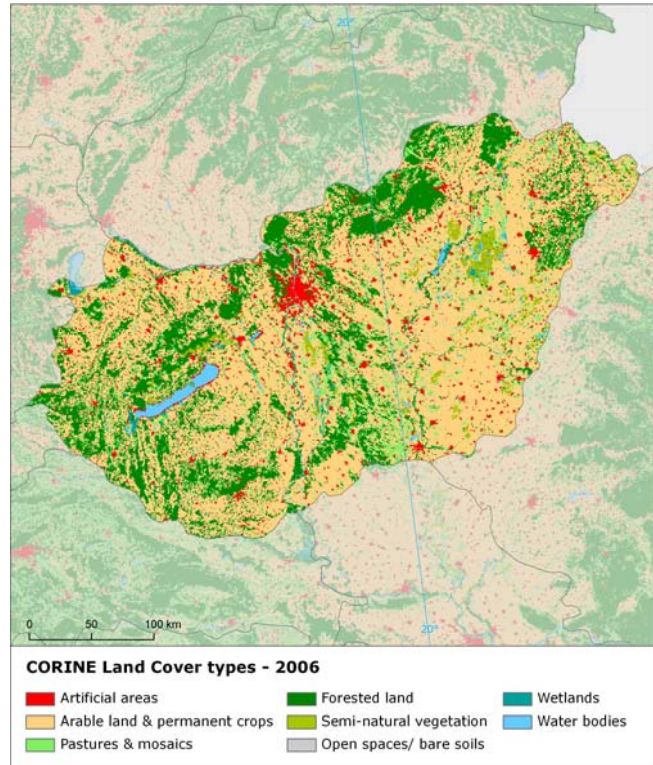 20°
20°
0 50 100 km
CORINE Land Cover types - 2006
Artificial areas
Forested land
Wetlands
Arable land & permanent crops
Semi-natural vegetation
Water bodies
Pastures & mosaics
Open spaces/ bare soils